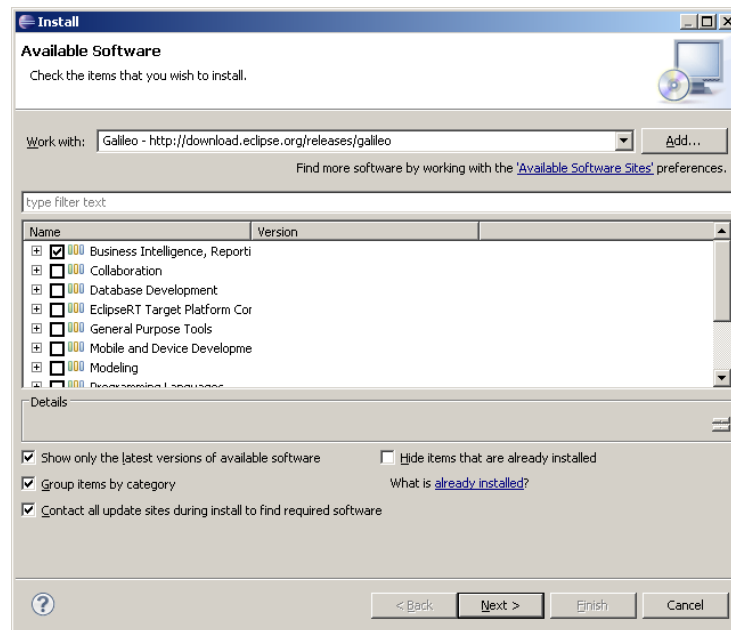 Install
Available Software
Check the items that you wish to install.
Work with: Galileo - http://download.eclipse.org/releases/galileo Add...
Find more software by working with the 'Available Software Sites' preferences.
type filter text
Name Version
Business Intelligence, Reporti
Collaboration
Database Development
EclipseRT Target Platform Cor
General Purpose Tools
Mobile and Device Developme
Modeling
Programming Languages
Details
Show only the latest versions of available software Hide items that are already installed
Group items by category What is already installed?
Contact all update sites during install to find required software
? < Back Next > Finish Cancel